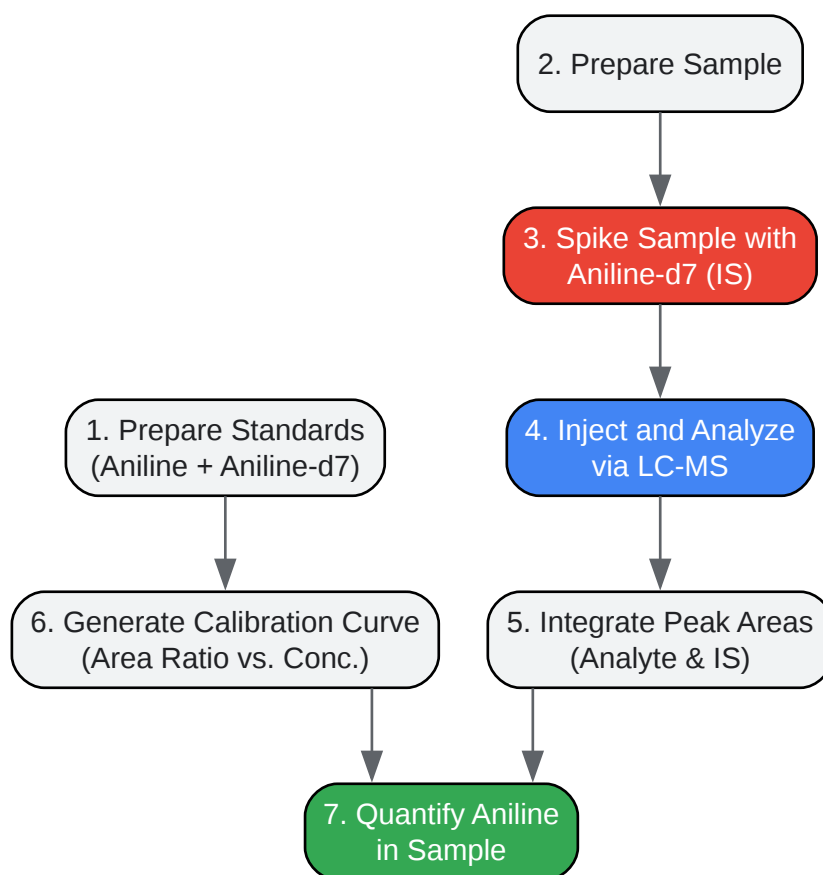 2. Prepare Sample
3. Spike Sample with
Aniline-d7 (IS)
1. Prepare Standards
(Aniline + Aniline-d7)
4. Inject and Analyze
via LC-MS
6. Generate Calibration Curve
(Area Ratio vs. Conc.)
5. Integrate Peak Areas
(Analyte & IS)
7. Quantify Aniline
in Sample